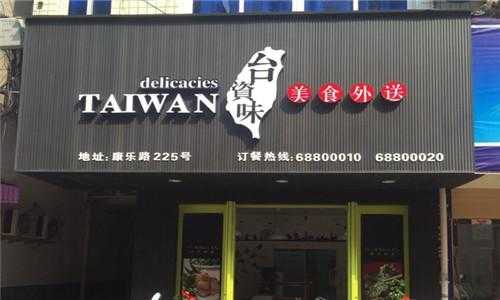 delicacies
TAIWAN
台資味
美食外送
地址:康乐路225号
订餐热线:68800010 68800020